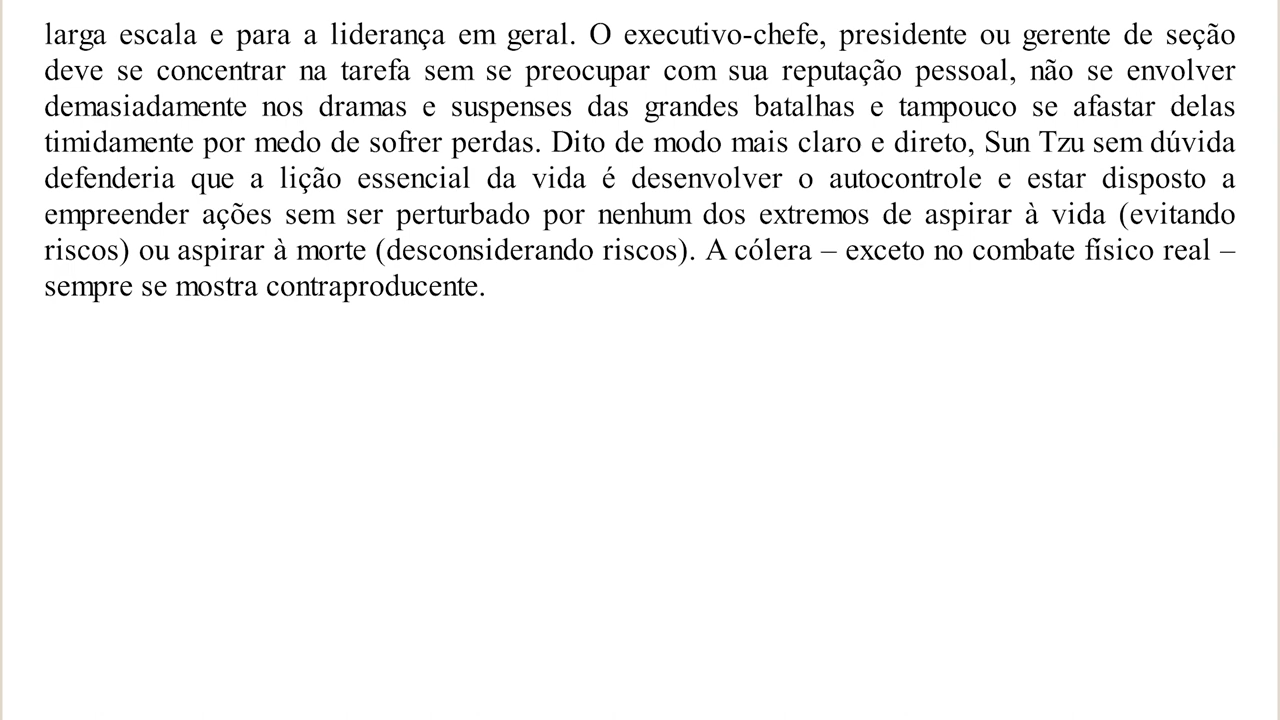 larga escala e para a liderança em geral. O executivo-chefe, presidente ou gerente de seção
deve se concentrar na tarefa sem se preocupar com sua reputação pessoal, não se envolver
demasiadamente nos dramas e suspenses das grandes batalhas e tampouco se afastar delas
timidamente por medo de sofrer perdas. Dito de modo mais claro e direto, Sun Tzu sem dúvida
defenderia que a lição essencial da vida é desenvolver o autocontrole e estar disposto a
empreender ações sem ser perturbado por nenhum dos extremos de aspirar à vida (evitando
riscos) ou aspirar à morte (desconsiderando riscos). A cólera – exceto no combate físico real –
sempre se mostra contraproducente.